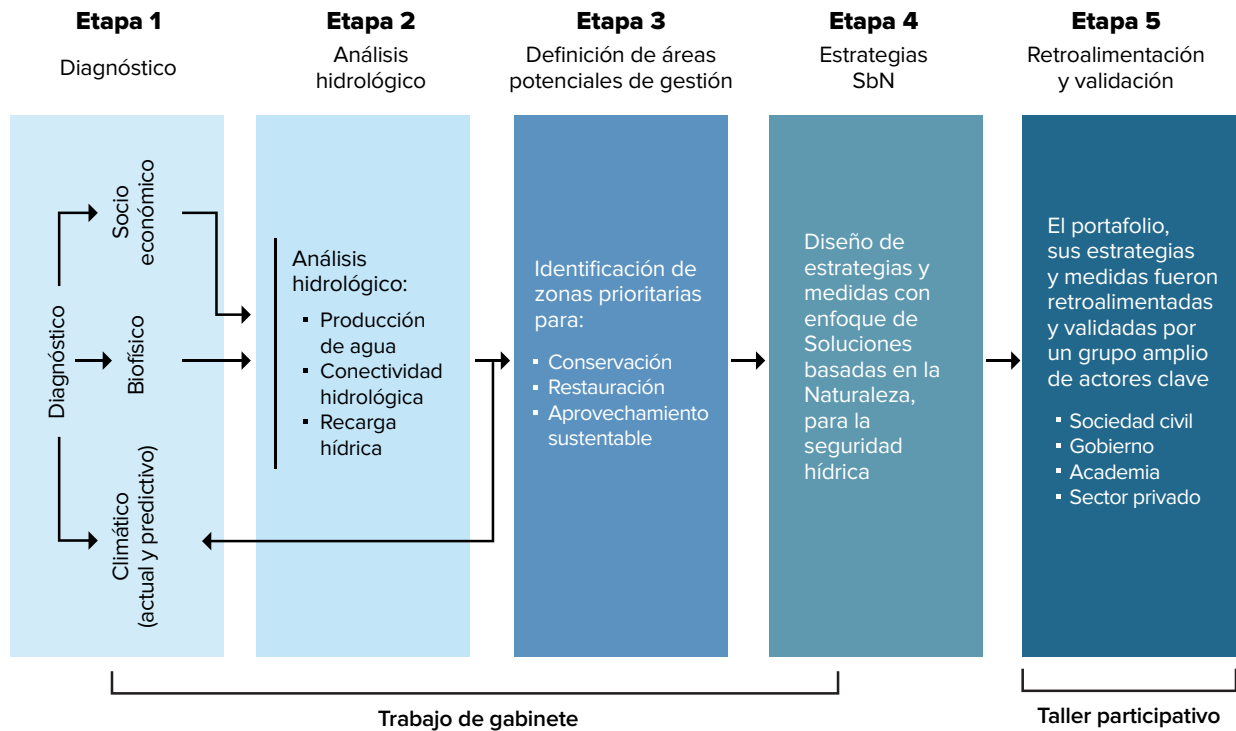 Etapa 1
Diagnóstico
Etapa 2
Análisis
hidrológico
Etapa 3
Definición de áreas
potenciales de gestión
Etapa 4
Estrategias
SbN
Etapa 5
Retroalimentación
y validación
Diagnóstico
Socio
económico
Biofísico
Climático
(actual y predictivo)
Análisis
hidrológico:
▪ Producción
de agua
▪ Conectividad
hidrológica
▪ Recarga
hídrica
Identificación de
zonas prioritarias
para:
▪ Conservación
▪ Restauración
▪ Aprovechamiento
sustentable
Diseño de
estrategias y
medidas con
enfoque de
Soluciones
basadas en la
Naturaleza,
para la
seguridad
hídrica
El portafolio,
sus estrategias
y medidas fueron
retroalimentadas
y validadas por
un grupo amplio
de actores clave
▪ Sociedad civil
▪ Gobierno
▪ Academia
▪ Sector privado
Trabajo de gabinete
Taller participativo